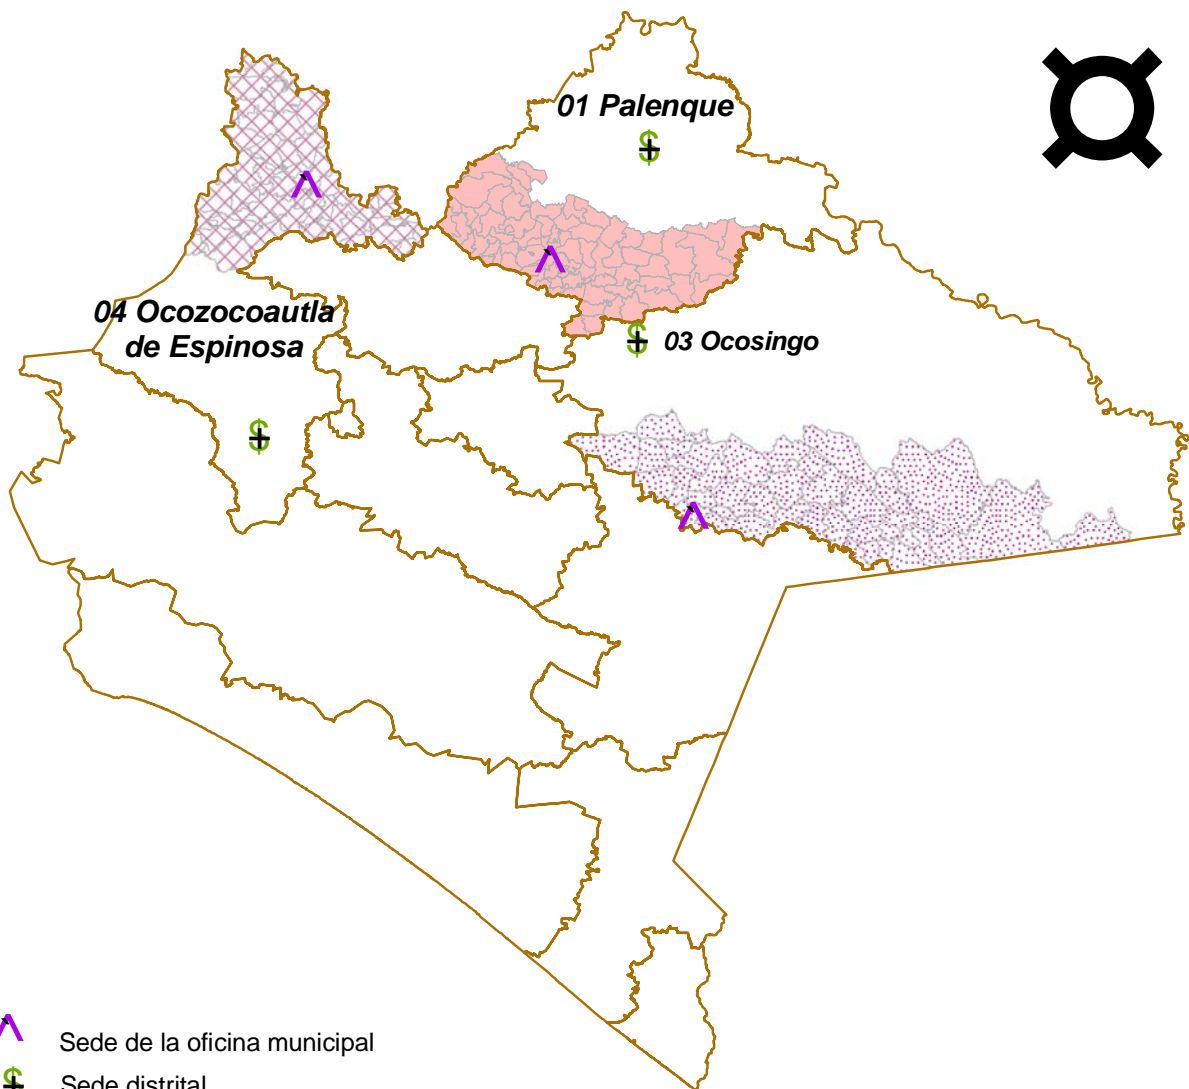 01 Palenque
04 Ocozocoautla
de Espinosa
03 Ocosingo
Sede de la oficina municipal
Sede distrital